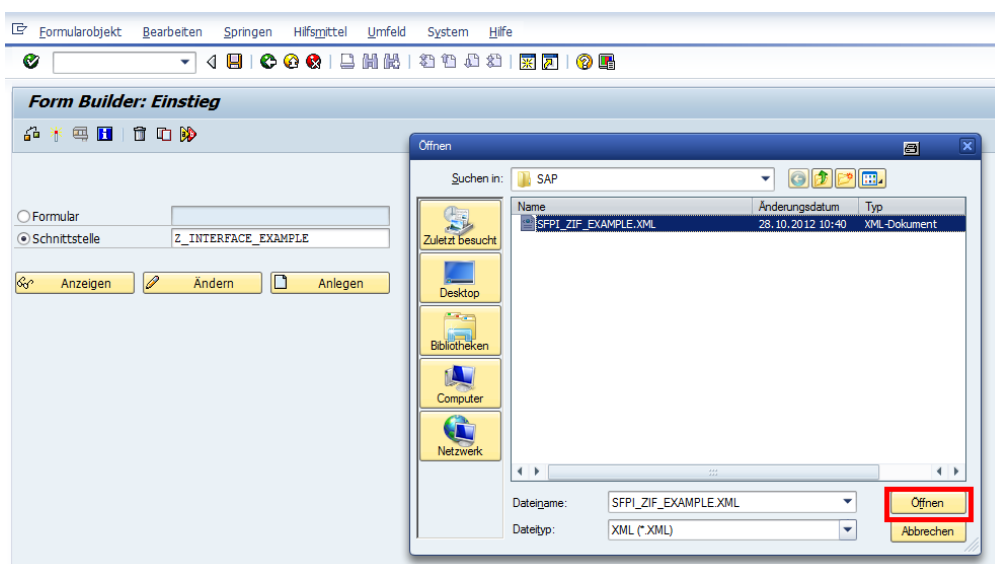 Formularobjekt Bearbeiten Springen Hilfsmittel Umfeld System Hilfe
Form Builder: Einstieg
Formular
Schnittstelle Z_INTERFACE_EXAMPLE
Anzeigen Ändern Anlegen
Öffnen
Suchen in: SAP
Zuletzt besucht
Desktop
Bibliotheken
Computer
Netzwerk
Name Änderungsdatum Typ
SFPI_ZIF_EXAMPLE.XML 28.10.2012 10:40 XML-Dokument
Dateiname: SFPI_ZIF_EXAMPLE.XML Öffnen
Dateityp: XML (*.XML) Abbrechen